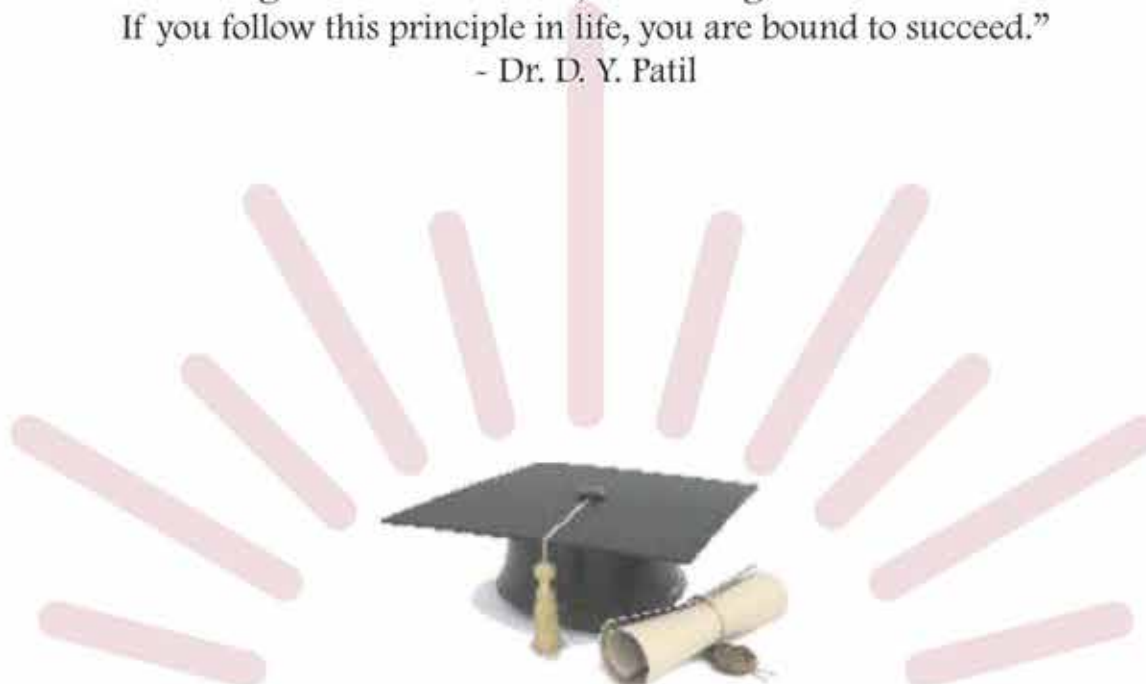 If you follow this principle in life, you are bound to succeed.”
- Dr. D. Y. Patil